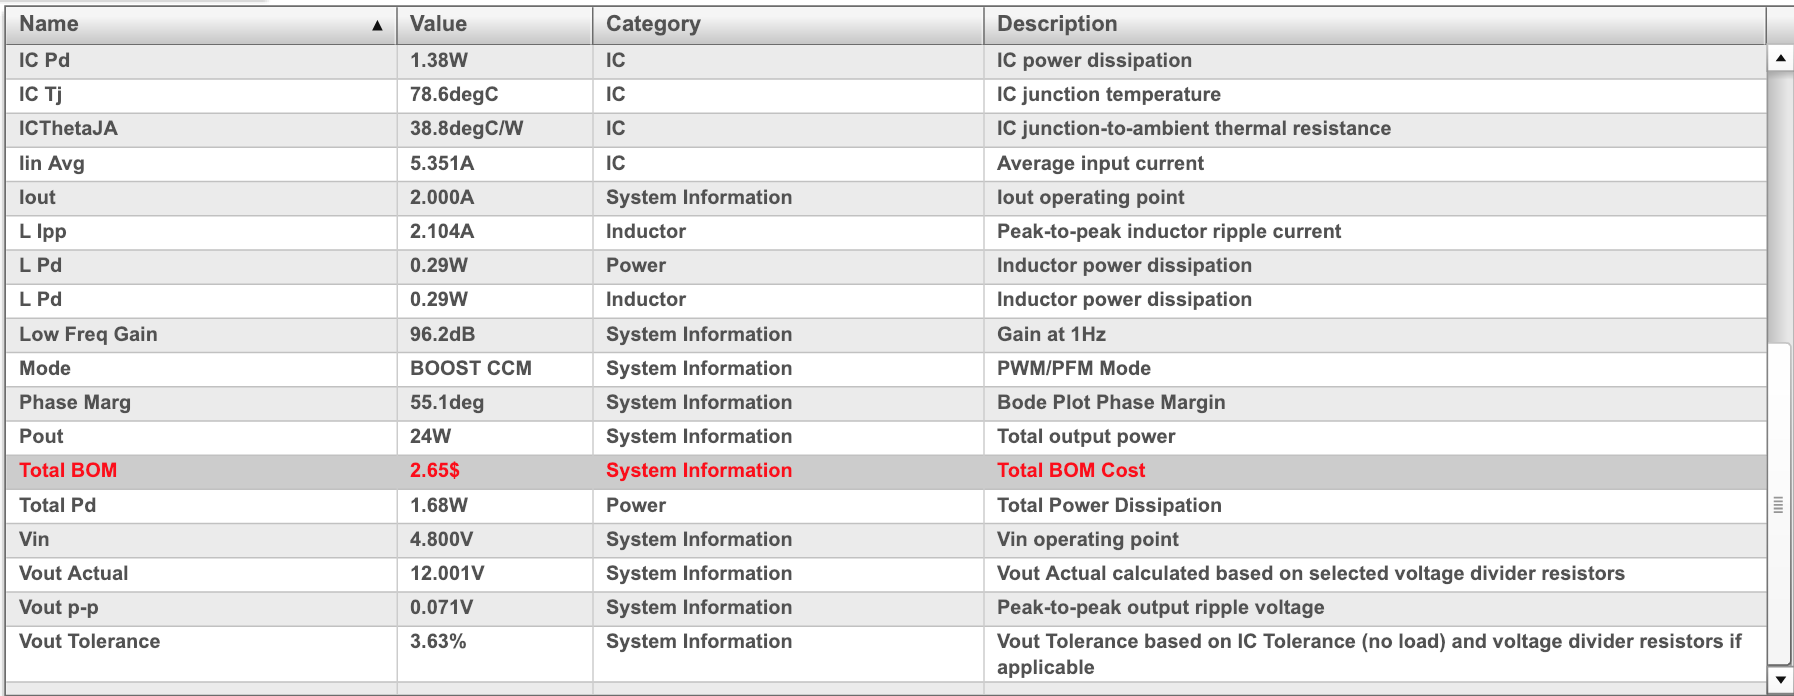 Name ▲ Value Category Description
IC Pd 1.38W IC IC power dissipation
IC Tj 78.6degC IC IC junction temperature
ICThetaJA 38.8degC/W IC IC junction-to-ambient thermal resistance
Iin Avg 5.351A IC Average input current
Iout 2.000A System Information Iout operating point
L Ipp 2.104A Inductor Peak-to-peak inductor ripple current
L Pd 0.29W Power Inductor power dissipation
L Pd 0.29W Inductor Inductor power dissipation
Low Freq Gain 96.2dB System Information Gain at 1Hz
Mode BOOST CCM System Information PWM/PFM Mode
Phase Marg 55.1deg System Information Bode Plot Phase Margin
Pout 24W System Information Total output power
Total BOM 2.65$ System Information Total BOM Cost
Total Pd 1.68W Power Total Power Dissipation
Vin 4.800V System Information Vin operating point
Vout Actual 12.001V System Information Vout Actual calculated based on selected voltage divider resistors
Vout p-p 0.071V System Information Peak-to-peak output ripple voltage
Vout Tolerance 3.63% System Information Vout Tolerance based on IC Tolerance (no load) and voltage divider resistors if
applicable